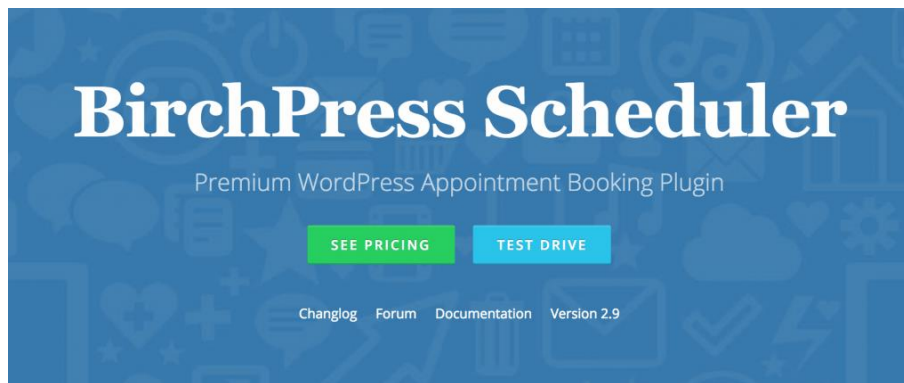 BirchPress Scheduler
Premium WordPress Appointment Booking Plugin
SEE PRICING TEST DRIVE
Changlog Forum Documentation Version 2.9